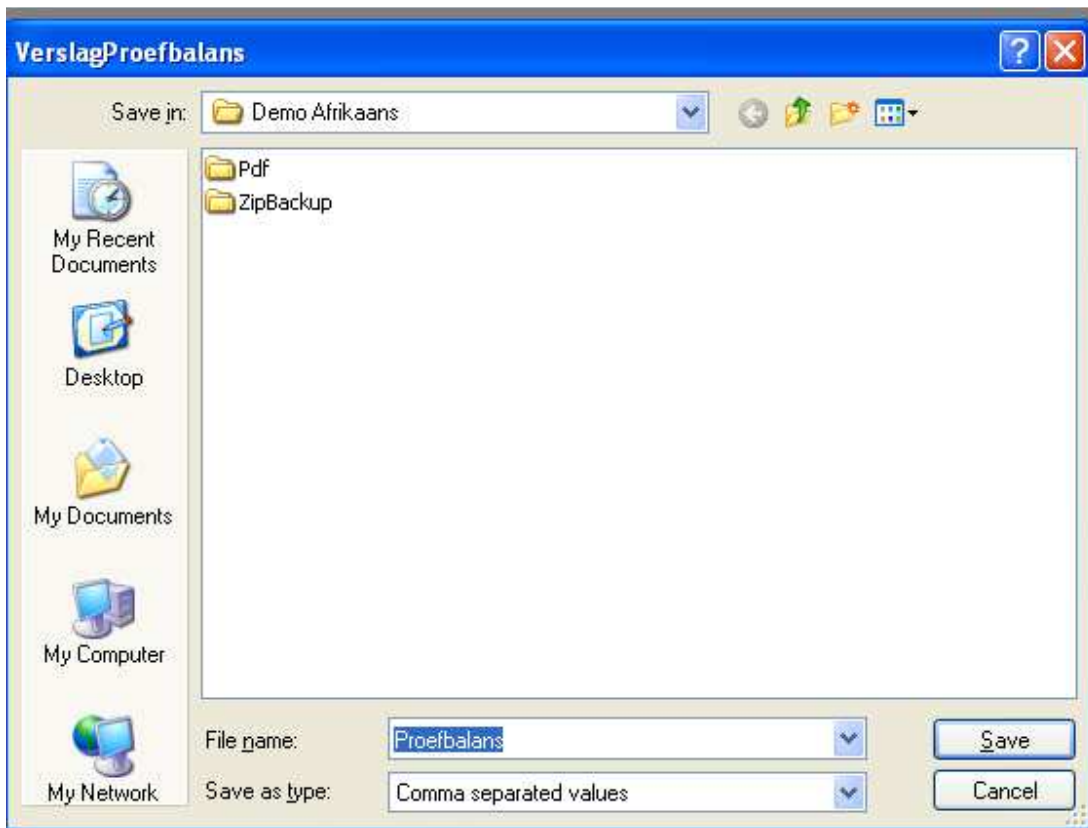 VerslagProefbalans
Save in: Demo Afrikaans
Pdf
ZipBackup
My Recent
Documents
Desktop
My Documents
My Computer
My Network
File name: Proefbalans Save
Save as type: Comma separated values Cancel